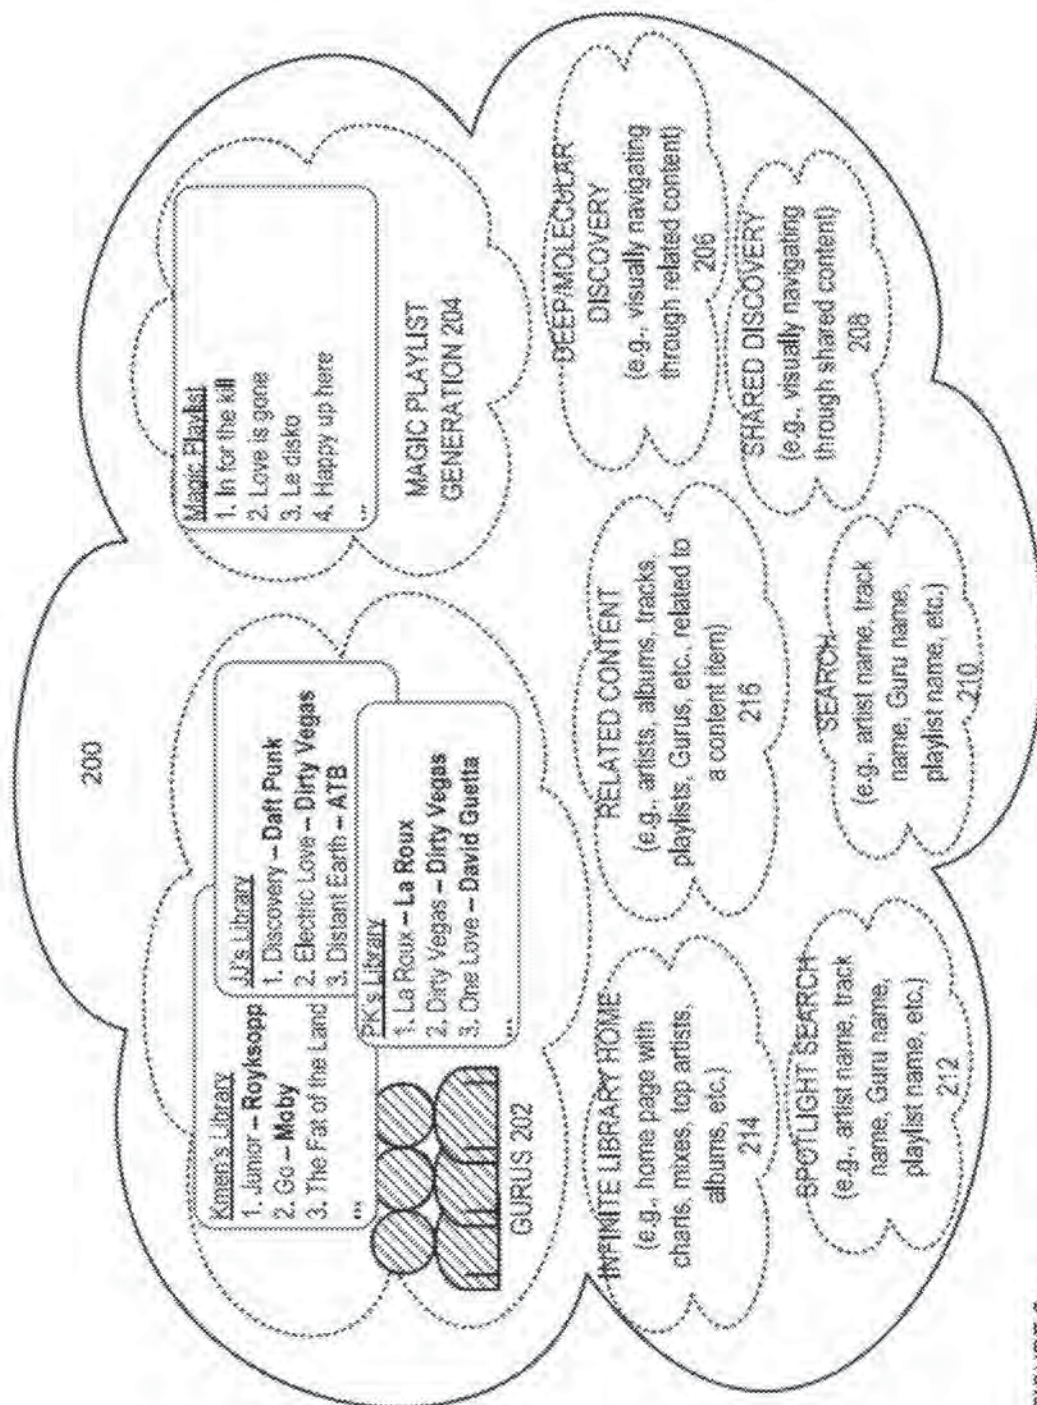 200
Kmen's Library
1. Junior – Royksopp
2. Go – Moby
3. The Fat of the Land
...
JJ's Library
1. Discovery – Daft Punk
2. Electric Love – Dirty Vegas
3. Distant Earth – ATB
PK's Library
1. La Roux – La Roux
2. Dirty Vegas – Dirty Vegas
3. One Love – David Guetta
...
GURUS 202
Magic Playlist
1. In for the kill
2. Love is gone
3. Le disko
4. Happy up here
...
MAGIC PLAYLIST
GENERATION 204
INFINITE LIBRARY HOME
(e.g., home page with
charts, mixes, top artists,
albums, etc.)
214
RELATED CONTENT
(e.g., artists, albums, tracks,
playlists, Gurus, etc., related to
a content item)
216
DEEP/MOLECULAR
DISCOVERY
(e.g., visually navigating
through related content)
206
SPOTLIGHT SEARCH
(e.g., artist name, track
name, Guru name,
playlist name, etc.)
212
SEARCH
(e.g., artist name, track
name, Guru name,
playlist name, etc.)
210
SHARED DISCOVERY
(e.g., visually navigating
through shared content)
208